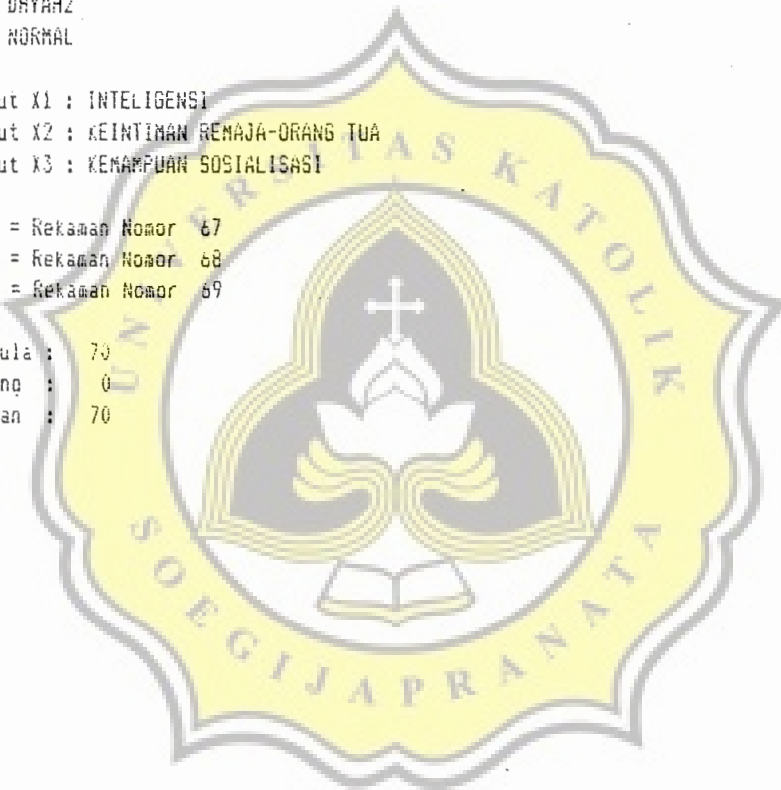 NORMAL
ut X1 : INTELIGENSI
ut X2 : KEINTIMAN REMAJA-ORANG TUA
ut X3 : KEMAMPUAN SOSIALISASI
= Rekaman Nomor 67
= Rekaman Nomor 68
= Rekaman Nomor 69
ula : 70
ng : 0
an : 70
UNIVERSITAS KATOLIK
SOEGIJAPRANATA